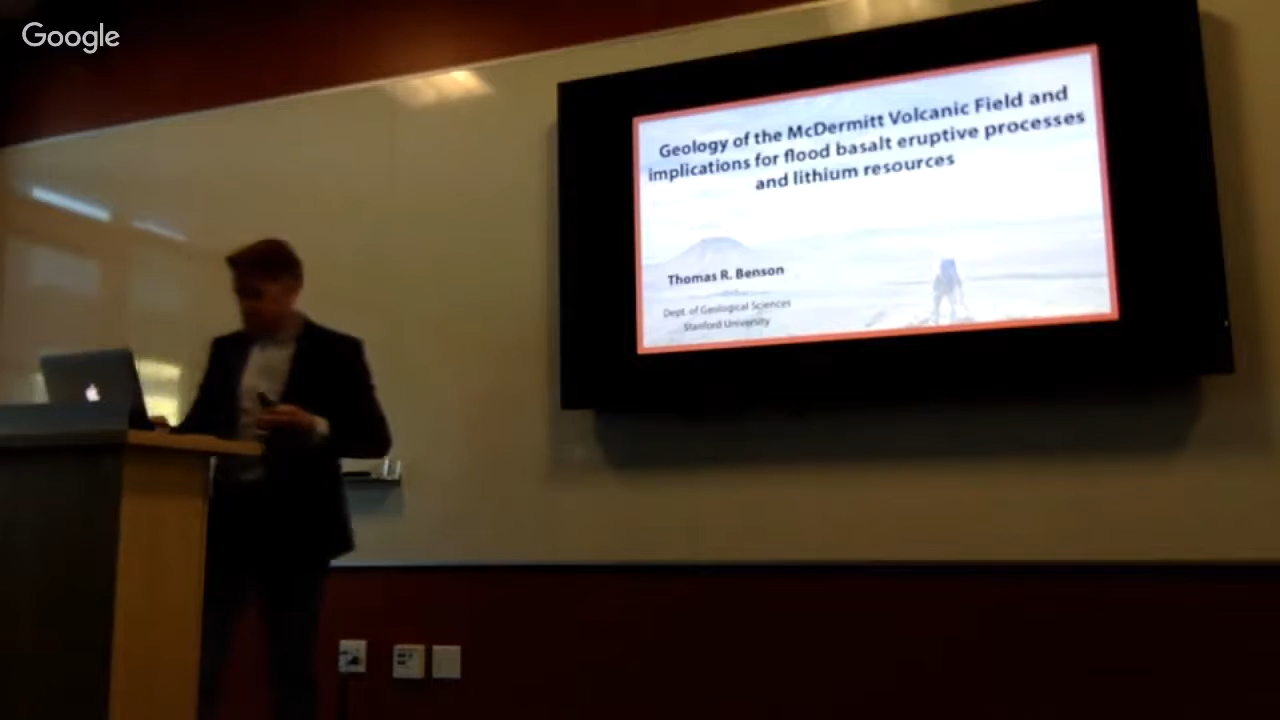 Google
Geology of the McDermitt Volcanic Field and
implications for flood basalt eruptive processes
and lithium resources
Thomas R. Benson
Dept. of Geological Sciences
Stanford University